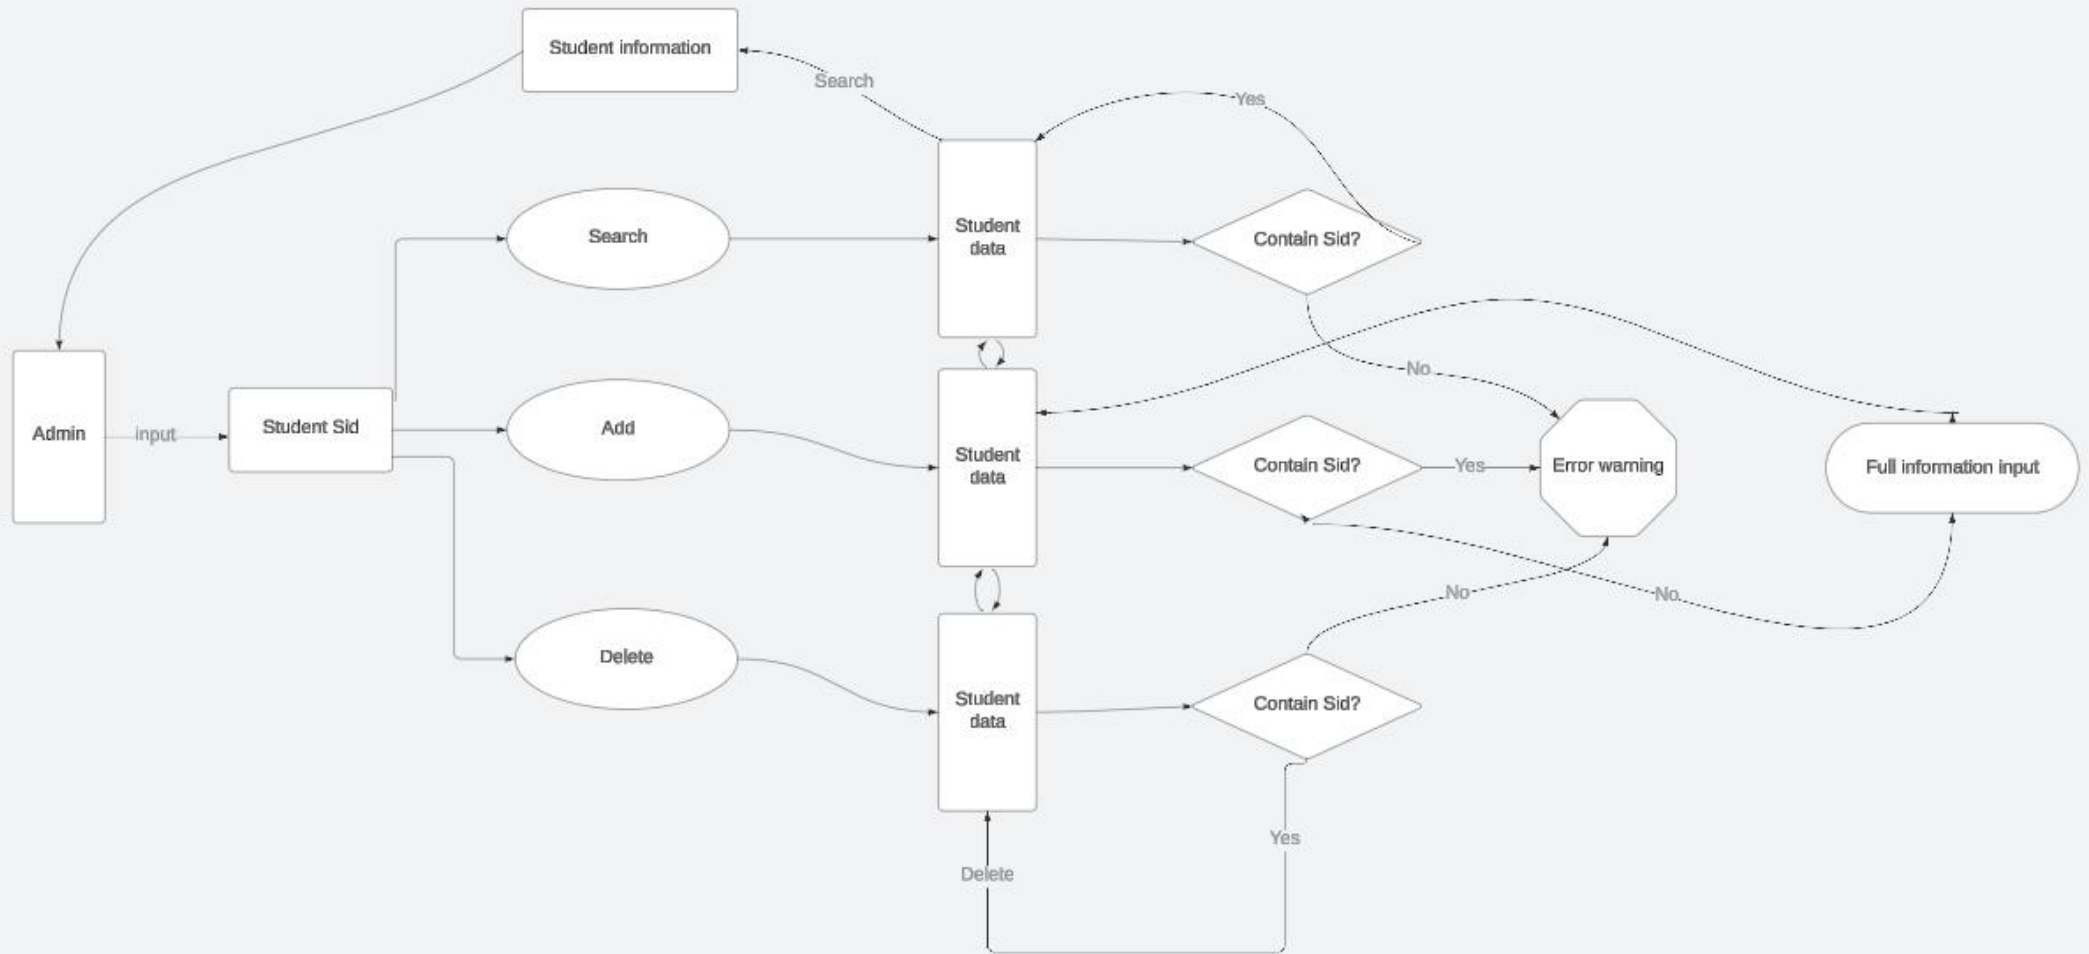 Student information
Search
Yes
Search
Student
data
Contain Sid?
No
Admin
input
Student Sid
Add
Student
data
Contain Sid?
Yes
Error warning
Full information input
No
No
Delete
Student
data
Contain Sid?
Yes
Delete